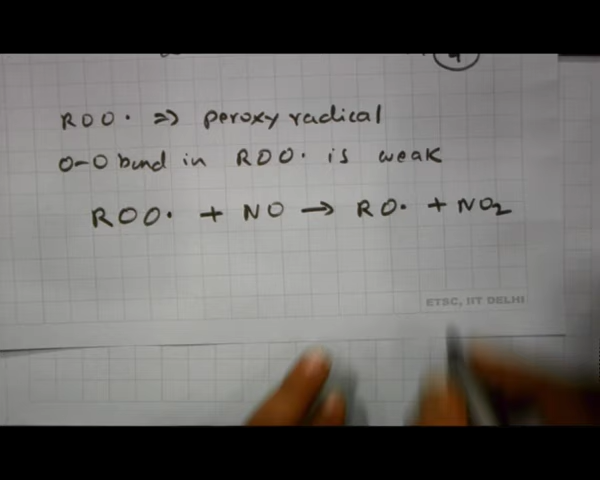 ROO· => peroxy radical
O-O bond in ROO· is weak
ROO· + NO → RO· + NO2
ETSC, IIT DELHI